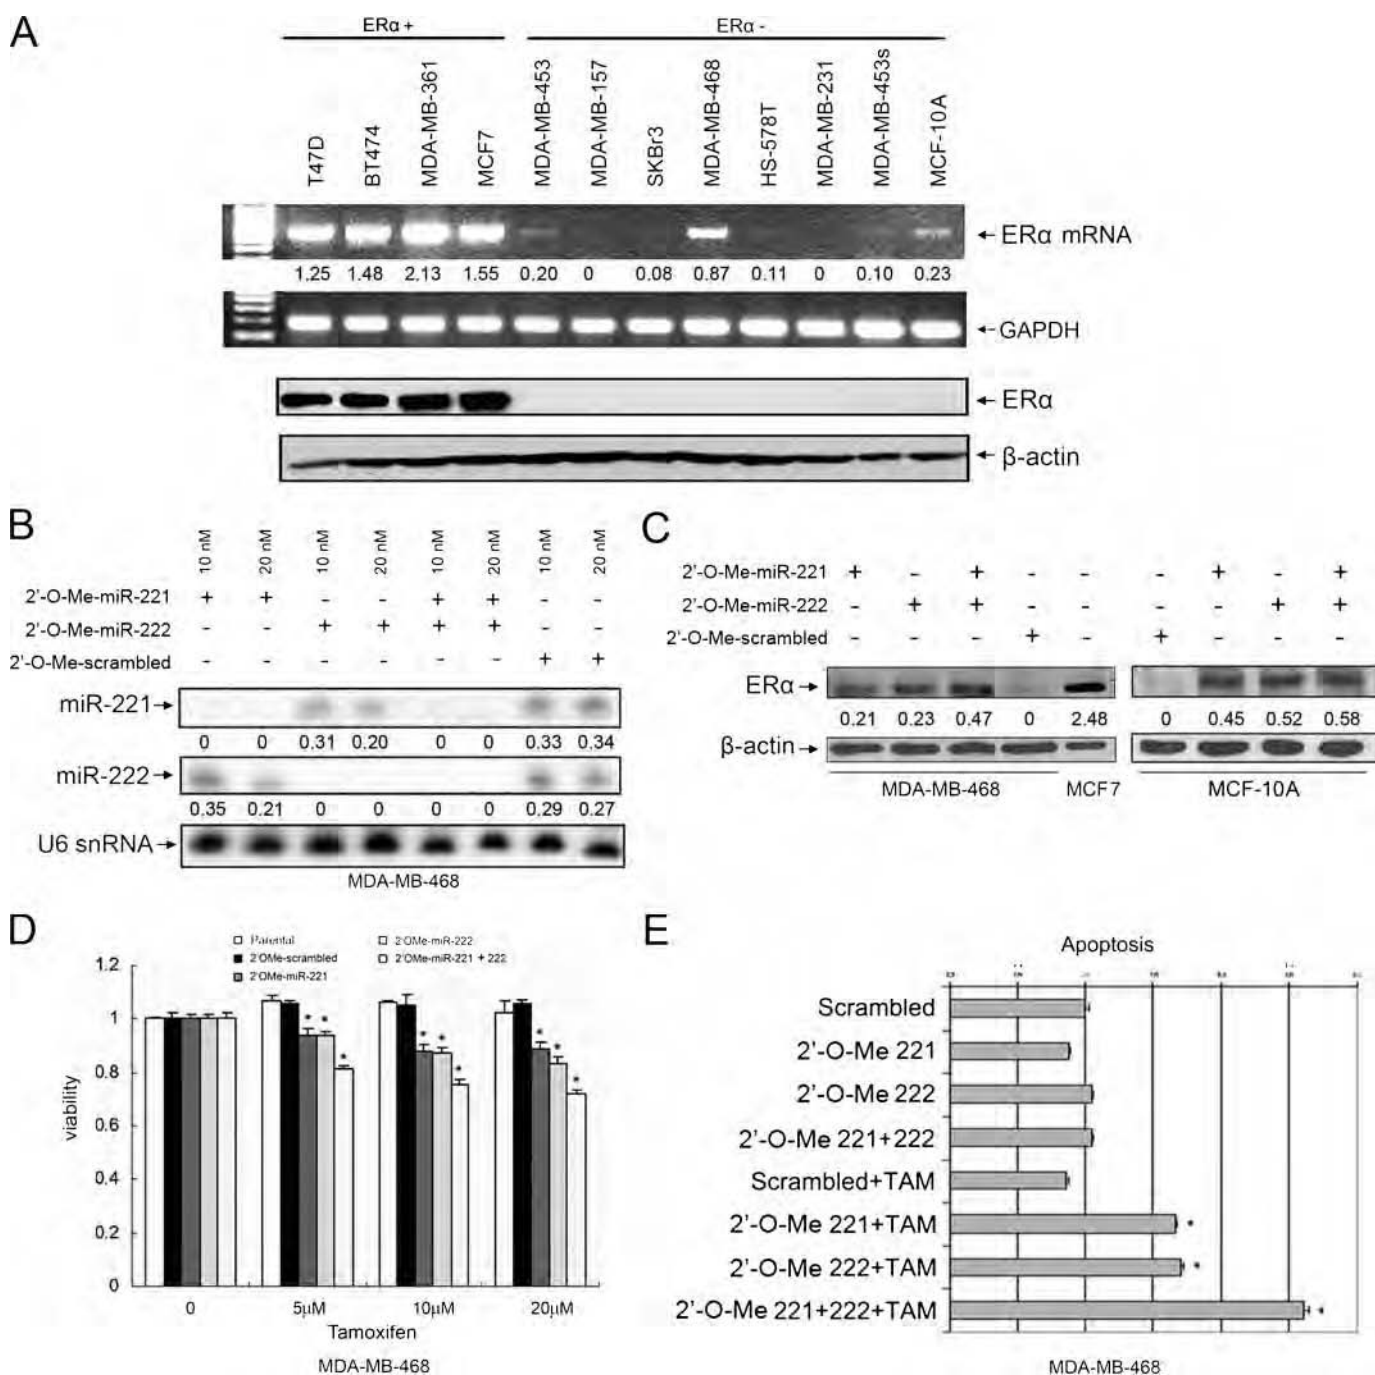 A
ERα +
ERα -
T47D
BT474
MDA-MB-361
MCF7
MDA-MB-453
MDA-MB-157
SKBr3
MDA-MB-468
HS-578T
MDA-MB-231
MDA-MB-453s
MCF-10A
ERα mRNA
1.25 1.48 2.13 1.55 0.20 0 0.08 0.87 0.11 0 0.10 0.23
GAPDH
ERα
β-actin
B
10 nM 20 nM 10 nM 20 nM 10 nM 20 nM 10 nM 20 nM
2'-O-Me-miR-221 + + - - + + - -
2'-O-Me-miR-222 - - + + + + - -
2'-O-Me-scrambled - - - - - - + +
miR-221
0 0 0.31 0.20 0 0 0.33 0.34
miR-222
0.35 0.21 0 0 0 0 0.29 0.27
U6 snRNA
MDA-MB-468
C
2'-O-Me-miR-221 + - + - - - + - +
2'-O-Me-miR-222 - + + - - - - + +
2'-O-Me-scrambled - - - + - + - - -
ERα
0.21 0.23 0.47 0 2.48 0 0.45 0.52 0.58
β-actin
MDA-MB-468 MCF7 MCF-10A
D
Parental
2'OMe-scrambled
2'OMe-miR-221
2'OMe-miR-222
2'OMe-miR-221 + 222
viability
1.2
1
0.8
0.6
0.4
0.2
0
* * *
* * *
* * *
0 5μM 10μM 20μM
Tamoxifen
MDA-MB-468
E
Apoptosis
Scrambled
2'-O-Me 221
2'-O-Me 222
2'-O-Me 221+222
Scrambled+TAM
2'-O-Me 221+TAM *
2'-O-Me 222+TAM *
2'-O-Me 221+222+TAM *
MDA-MB-468